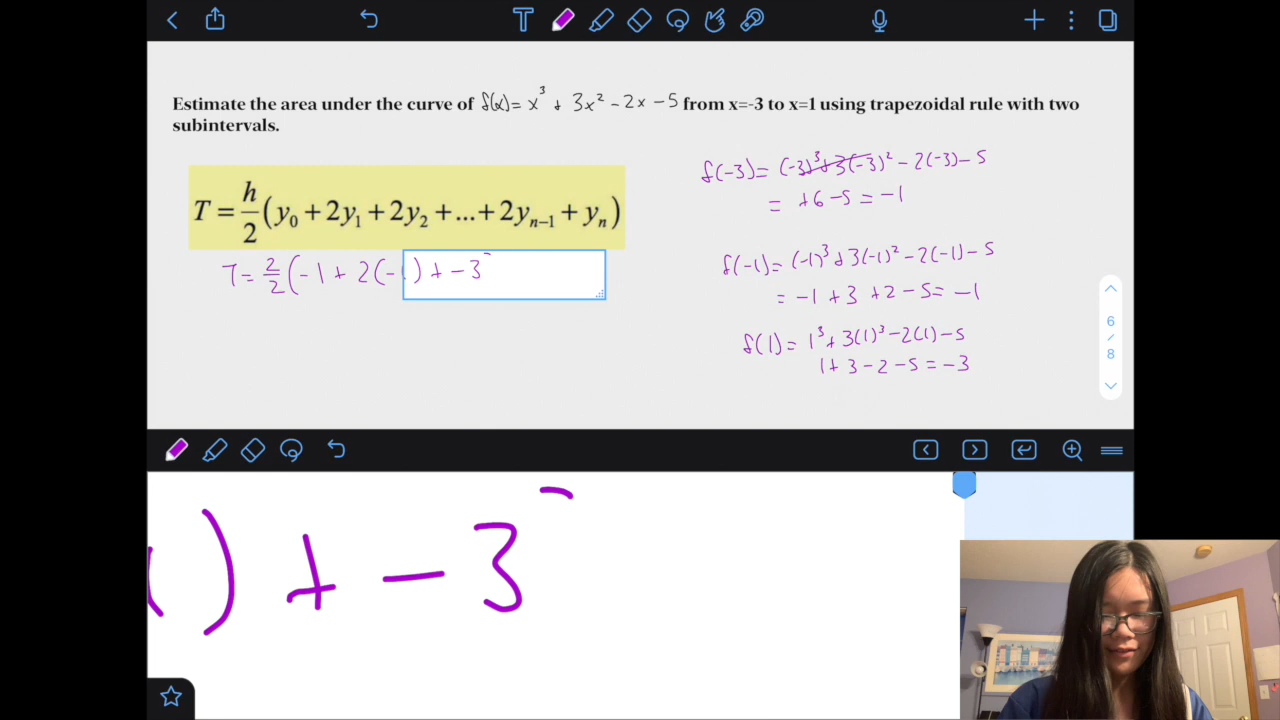 Estimate the area under the curve of f(x) = x³ + 3x² - 2x - 5 from x=-3 to x=1 using trapezoidal rule with two
subintervals.
T = h/2 (y₀ + 2y₁ + 2y₂ + ... + 2yₙ₋₁ + yₙ)
T = 2/2 (-1 + 2(-1) + -3
f(-3) = (-3)³ + 3(-3)² - 2(-3) - 5
= +6 - 5 = -1
f(-1) = (-1)³ + 3(-1)² - 2(-1) - 5
= -1 + 3 + 2 - 5 = -1
f(1) = 1³ + 3(1)³ - 2(1) - 5
1 + 3 - 2 - 5 = -3
6
/
8
) + - 3